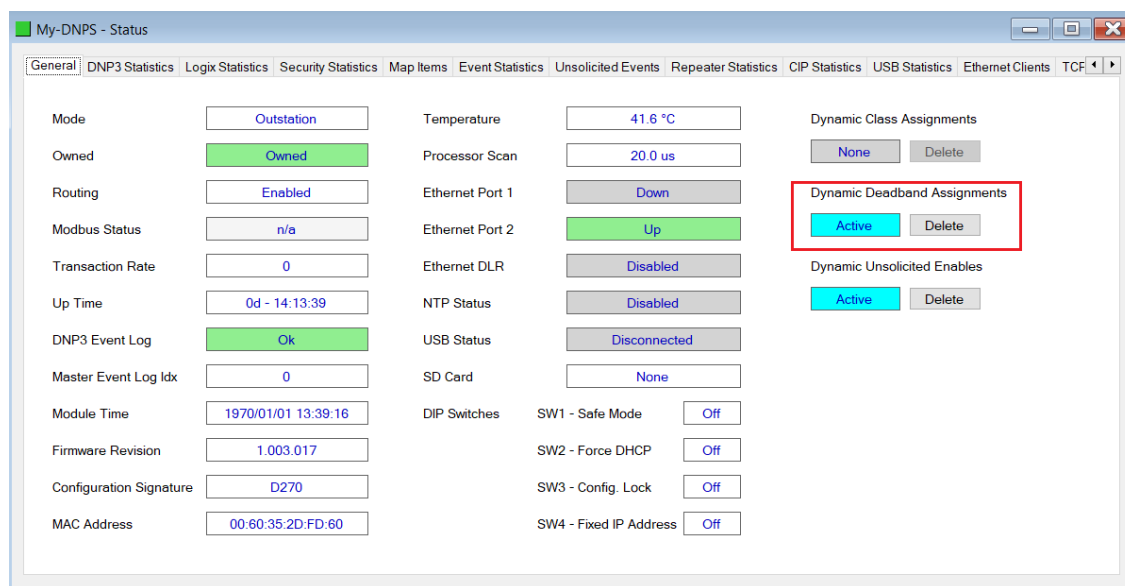 My-DNPS - Status
General DNP3 Statistics Logix Statistics Security Statistics Map Items Event Statistics Unsolicited Events Repeater Statistics CIP Statistics USB Statistics Ethernet Clients
Mode Outstation Temperature 41.6 °C Dynamic Class Assignments
Owned Owned Processor Scan 20.0 us None Delete
Routing Enabled Ethernet Port 1 Down Dynamic Deadband Assignments
Modbus Status n/a Ethernet Port 2 Up Active Delete
Transaction Rate 0 Ethernet DLR Disabled Dynamic Unsolicited Enables
Up Time 0d - 14:13:39 NTP Status Disabled Active Delete
DNP3 Event Log Ok USB Status Disconnected
Master Event Log Idx 0 SD Card None
Module Time 1970/01/01 13:39:16 DIP Switches SW1 - Safe Mode Off
Firmware Revision 1.003.017 SW2 - Force DHCP Off
Configuration Signature D270 SW3 - Config. Lock Off
MAC Address 00:60:35:2D:FD:60 SW4 - Fixed IP Address Off